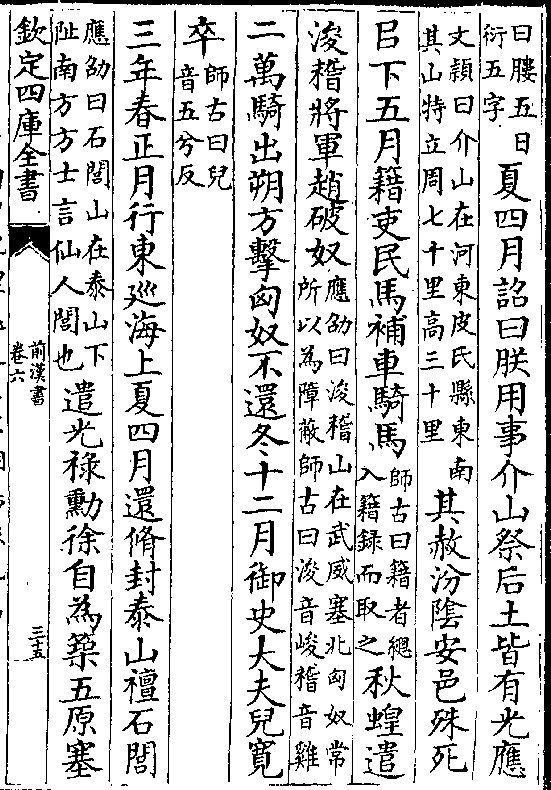 曰膢五日
衍五字 夏四月詔曰朕用事介山祭后土皆有光應
文頴曰介山在河東皮氏縣東南
其山特立周七十里高三十里 其赦汾隂安邑殊死
㠯下五月籍吏民馬補車騎馬 師古曰籍者總
入籍錄而取之 秋蝗遣
浚稽將軍趙破奴 應劭曰浚稽山在武威塞北匈奴常
所以為障蔽師古曰浚音峻稽音雞
二萬騎出朔方擊匈奴不還冬十二月御史大夫兒寛
卒 師古曰兒
音五兮反
三年春正月行東巡海上夏四月還脩封泰山禮石閭
應劭曰石閭山在泰山下
阯南方方士言仙人閭也 遣光祿勳徐自為築五原塞
欽定四庫全書
前漢書
卷六
三十五